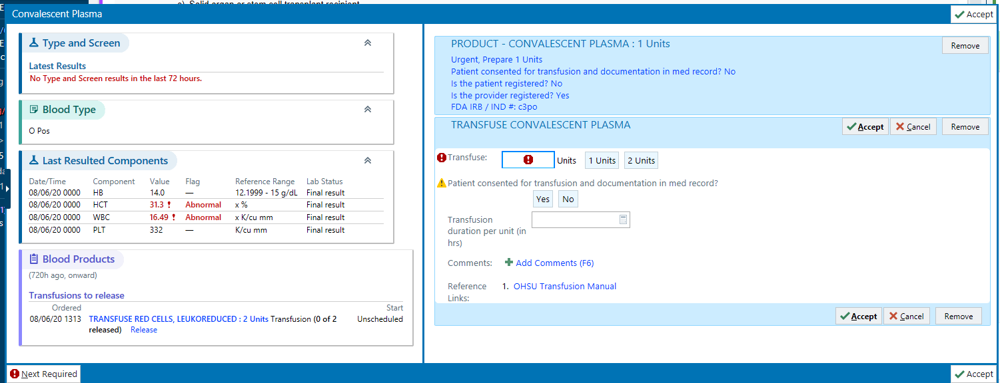 c) Solid organ or stem cell transplant recipient
Convalescent Plasma
Accept
Type and Screen
Latest Results
No Type and Screen results in the last 72 hours.
Blood Type
O Pos
Last Resulted Components
Date/Time Component Value Flag Reference Range Lab Status
08/06/20 0000 HB 14.0 — 12.1999 - 15 g/dL Final result
08/06/20 0000 HCT 31.3 ! Abnormal x % Final result
08/06/20 0000 WBC 16.49 ! Abnormal x K/cu mm Final result
08/06/20 0000 PLT 332 — K/cu mm Final result
Blood Products
(720h ago, onward)
Transfusions to release
Ordered Start
08/06/20 1313 TRANSFUSE RED CELLS, LEUKOREDUCED : 2 Units Transfusion (0 of 2 Unscheduled
released) Release
PRODUCT - CONVALESCENT PLASMA : 1 Units Remove
Urgent, Prepare 1 Units
Patient consented for transfusion and documentation in med record? No
Is the patient registered? No
Is the provider registered? Yes
FDA IRB / IND #: c3po
TRANSFUSE CONVALESCENT PLASMA Accept Cancel Remove
Transfuse: Units 1 Units 2 Units
Patient consented for transfusion and documentation in med record?
Yes No
Transfusion
duration per unit (in
hrs)
Comments: Add Comments (F6)
Reference 1. OHSU Transfusion Manual
Links:
Accept Cancel Remove
Next Required Accept